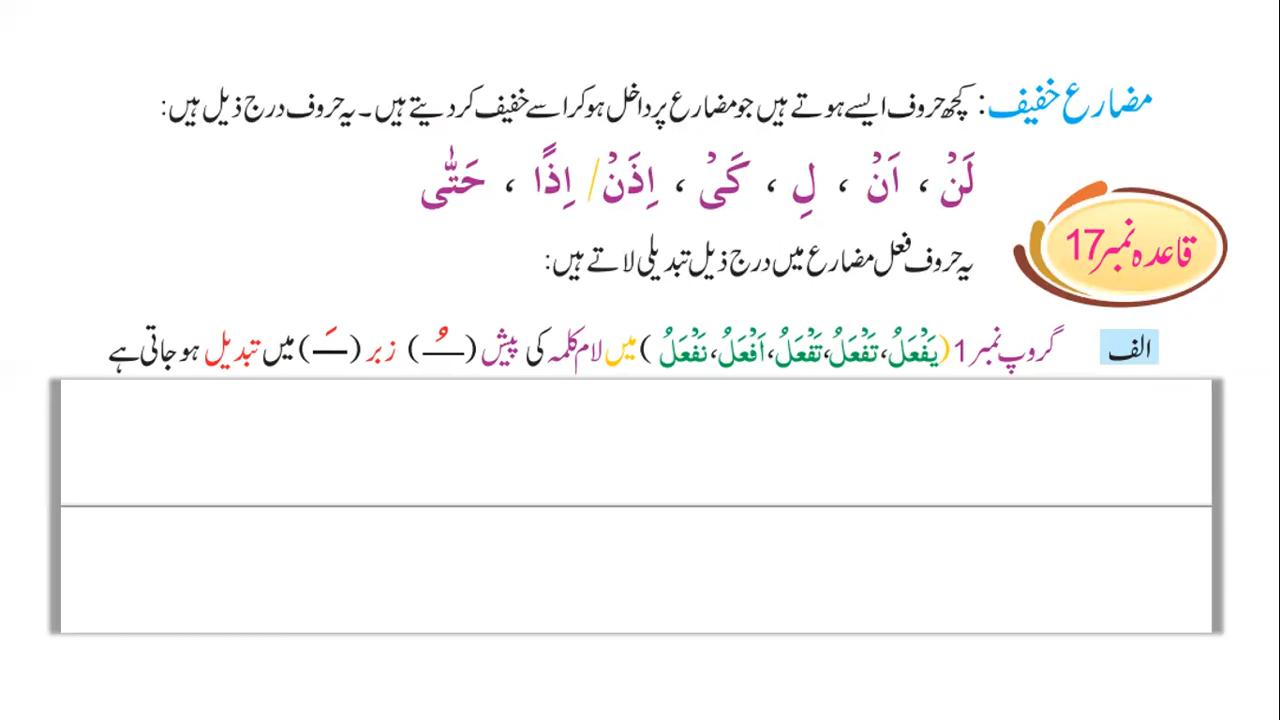 مضارع خفیف: کچھ حروف ایسے ہوتے ہیں جو مضارع پر داخل ہو کر اسے خفیف کر دیتے ہیں۔ یہ حروف درج ذیل ہیں:
لَنْ ، اَنْ ، لِ ، كَیْ ، اِذَنْ / اِذًا ، حَتّٰی
قاعدہ نمبر 17
یہ حروف فعل مضارع میں درج ذیل تبدیلی لاتے ہیں:
الف گروپ نمبر 1 (یَفْعَلُ، تَفْعَلُ، تَفْعَلُ، اَفْعَلُ، نَفْعَلُ) میں لام کلمہ کی پیش (ـُـ) زبر (ـَـ) میں تبدیل ہو جاتی ہے